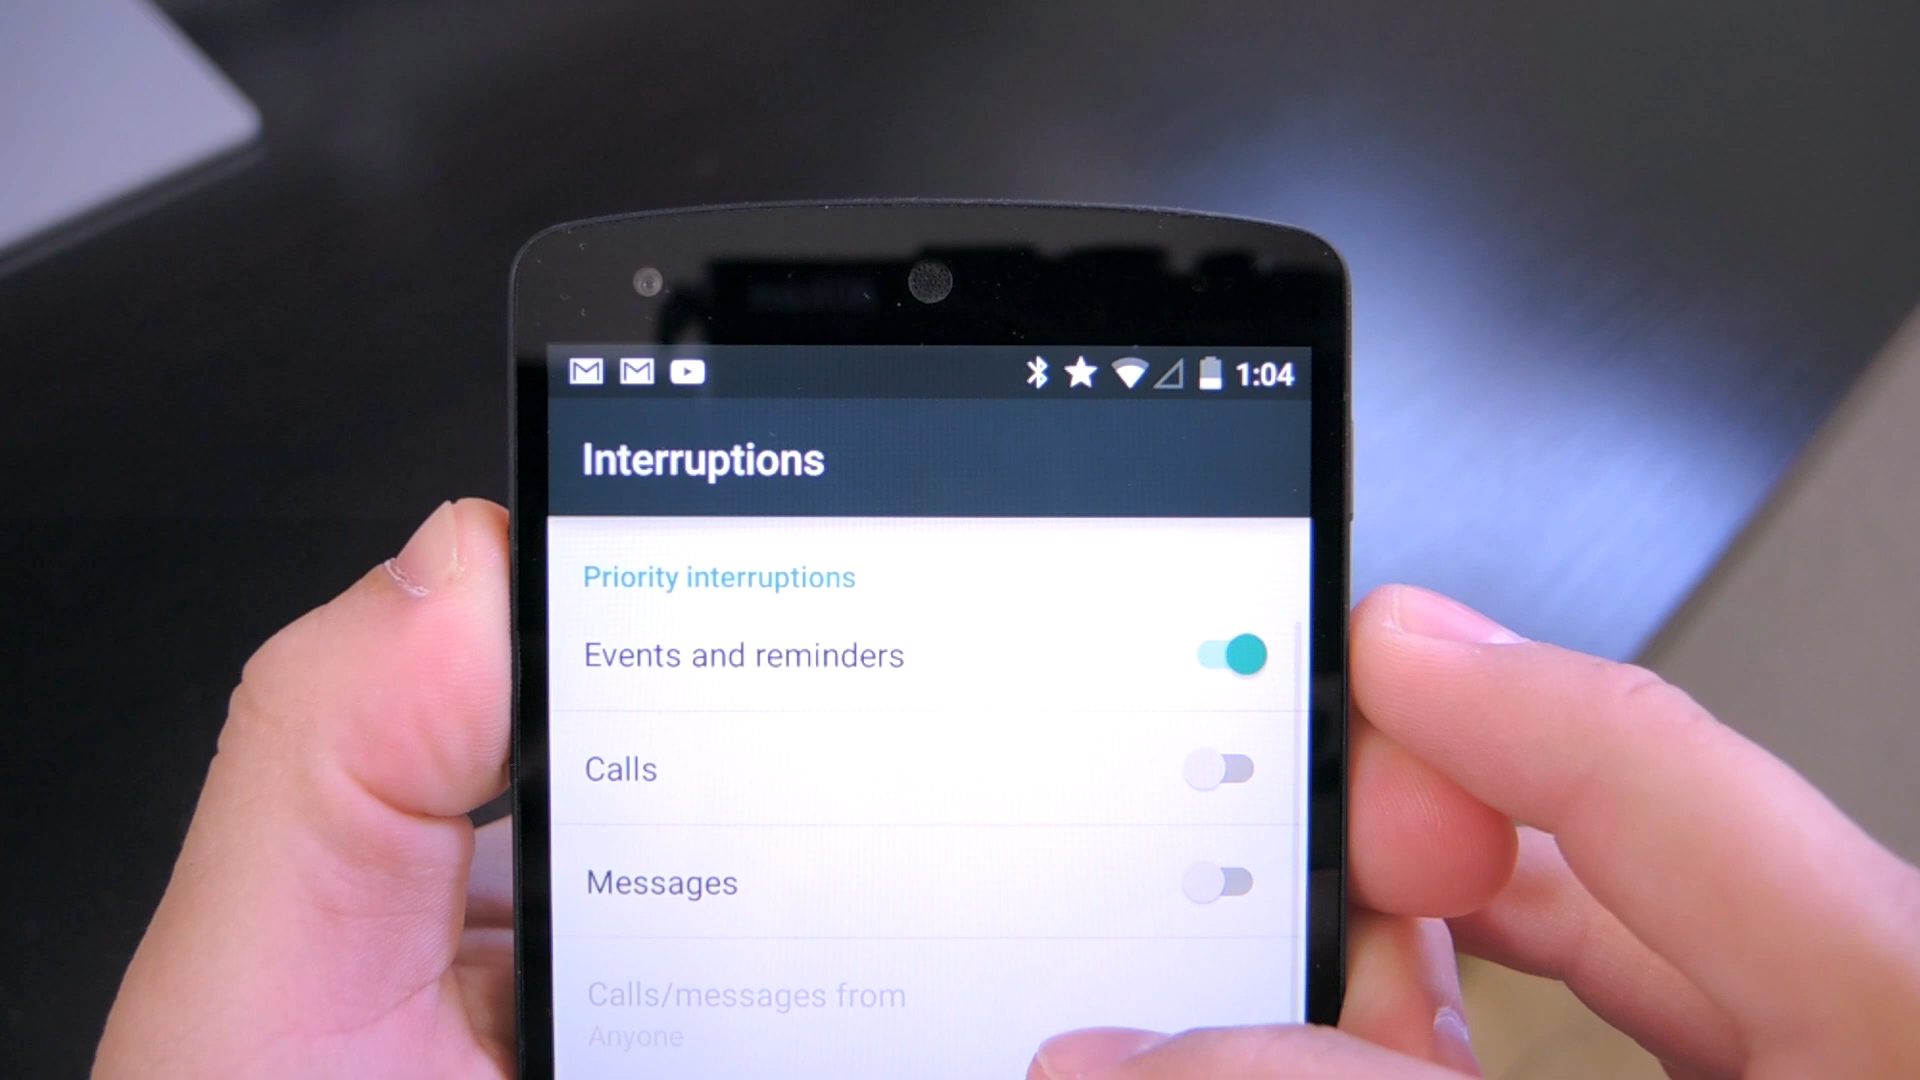 1:04
Interruptions
Priority interruptions
Events and reminders
Calls
Messages
Calls/messages from
Anyone